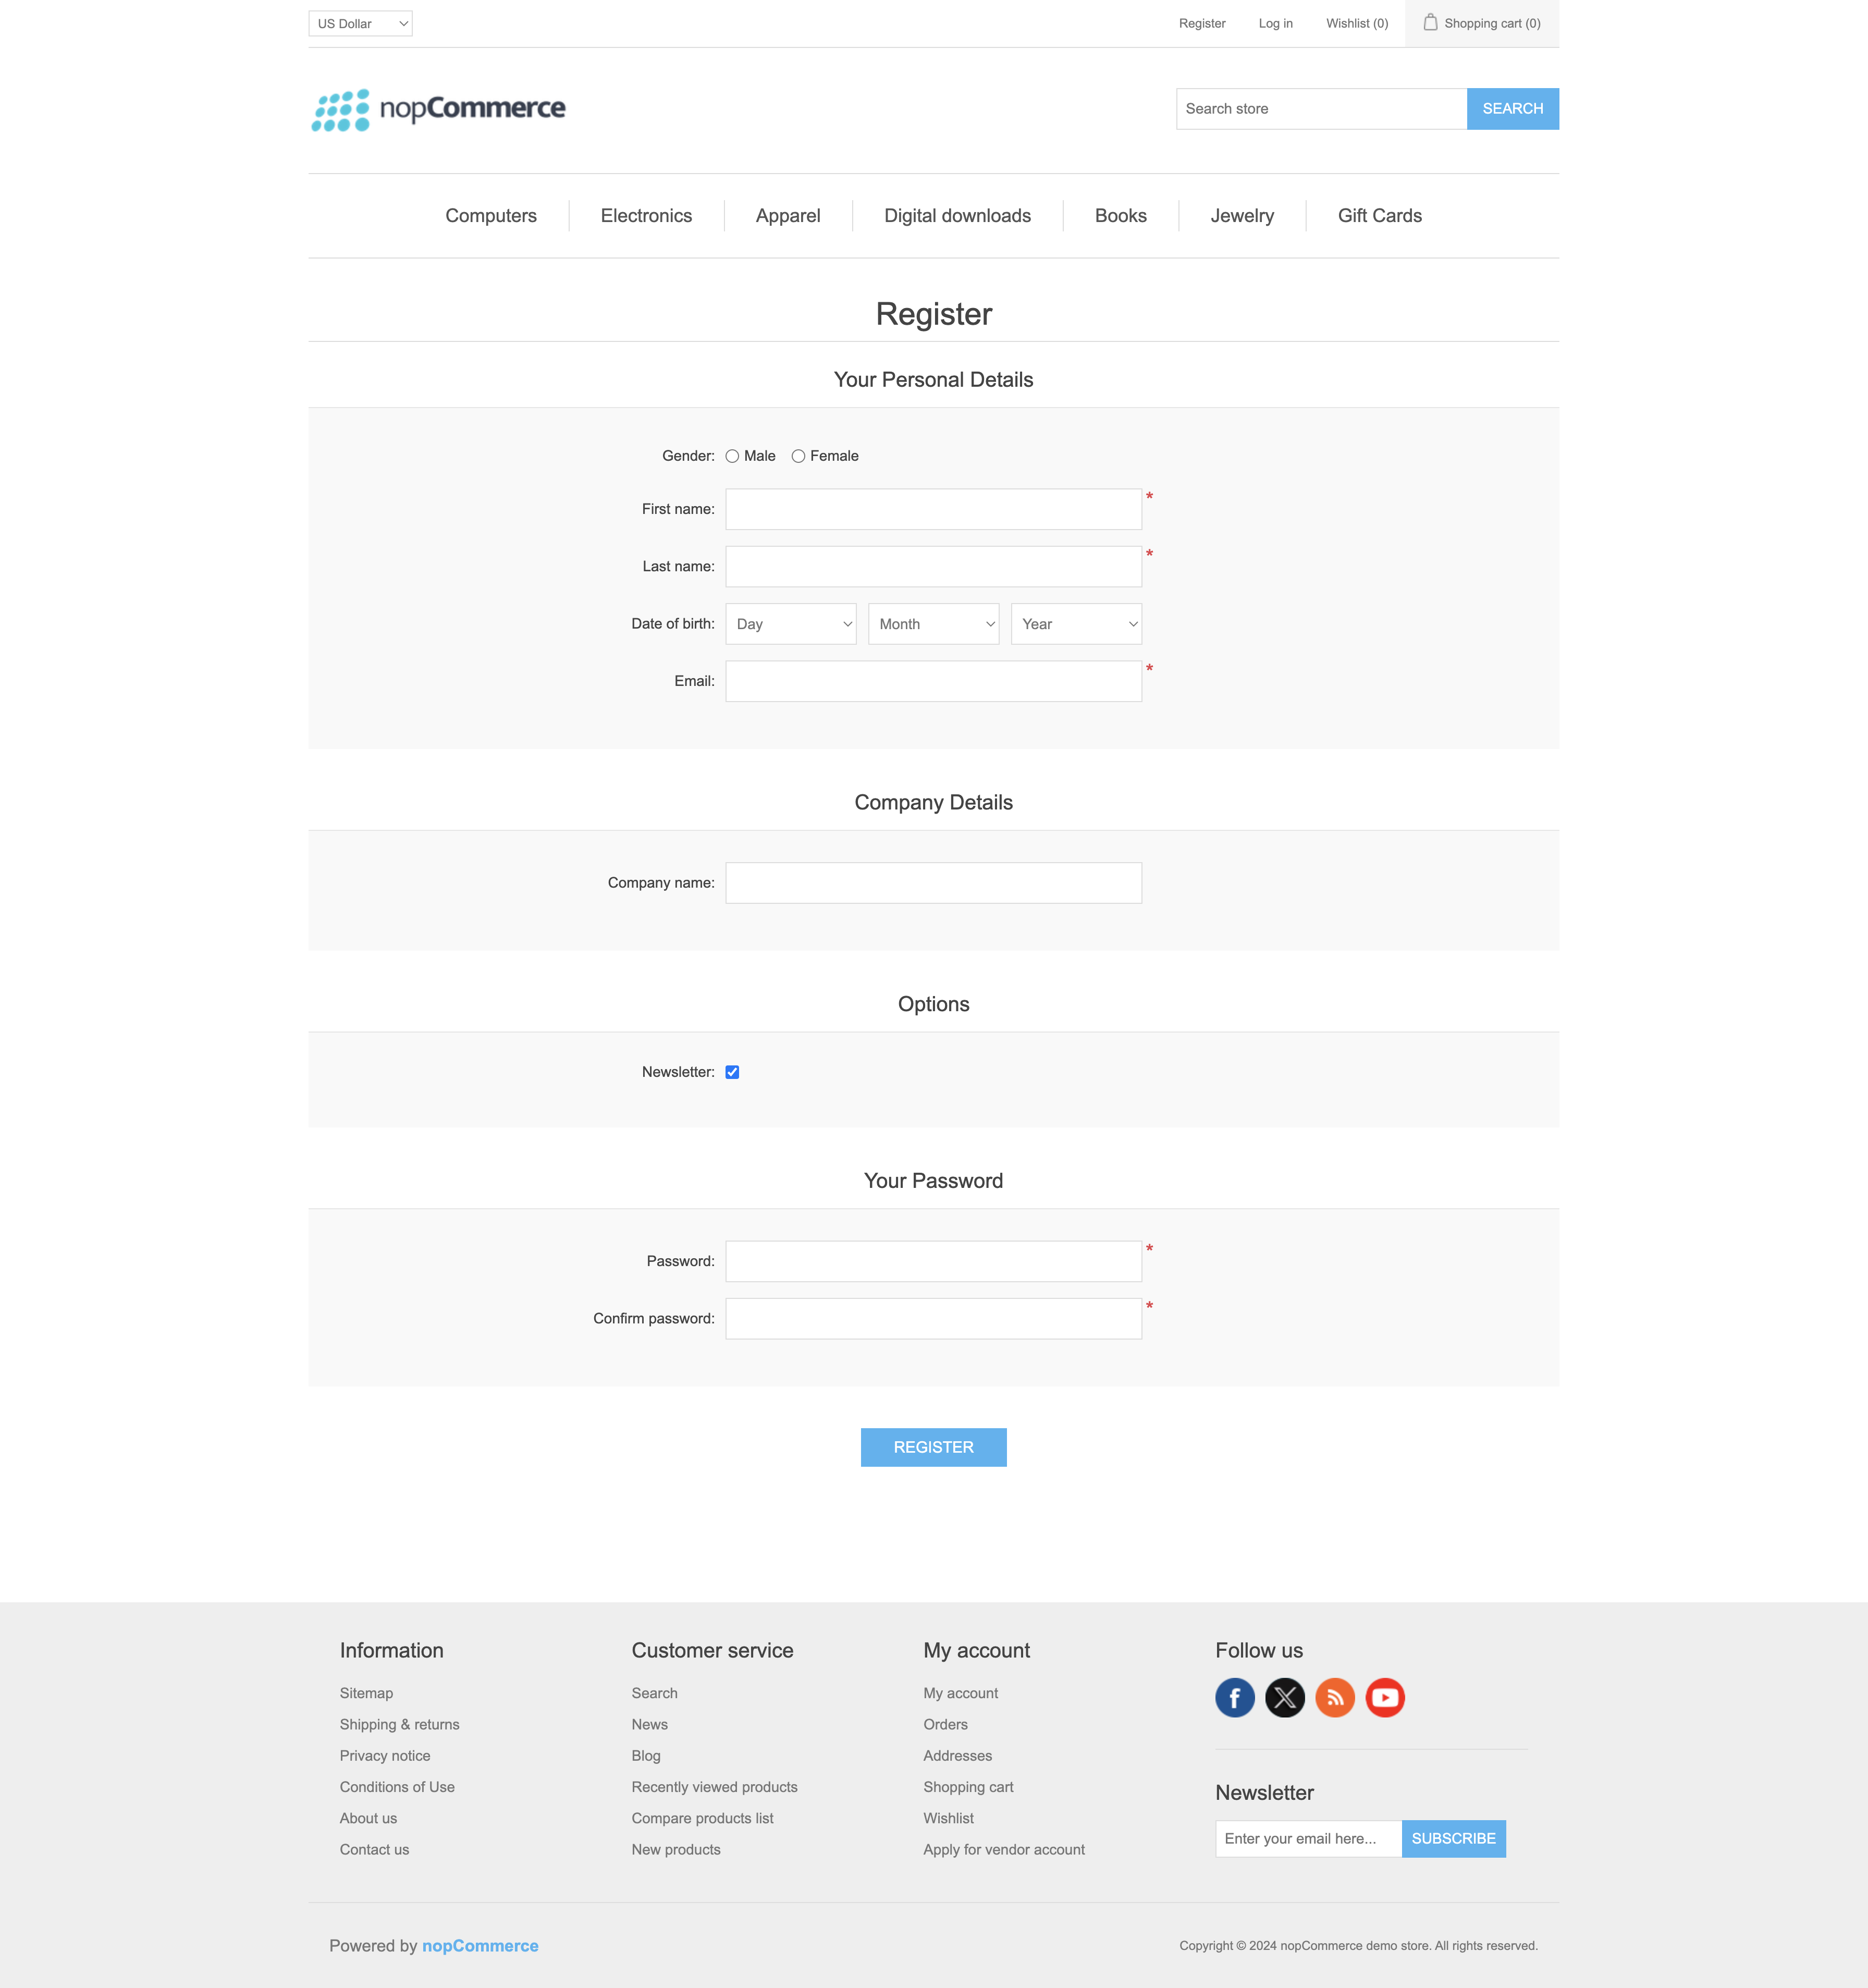 US Dollar
Register Log in Wishlist (0) Shopping cart (0)
nopCommerce
Search store SEARCH
Computers Electronics Apparel Digital downloads Books Jewelry Gift Cards
Register
Your Personal Details
Gender: Male Female
First name: *
Last name: *
Date of birth: Day Month Year
Email: *
Company Details
Company name:
Options
Newsletter:
Your Password
Password: *
Confirm password: *
REGISTER
Information
Sitemap
Shipping & returns
Privacy notice
Conditions of Use
About us
Contact us
Customer service
Search
News
Blog
Recently viewed products
Compare products list
New products
My account
My account
Orders
Addresses
Shopping cart
Wishlist
Apply for vendor account
Follow us
Newsletter
Enter your email here... SUBSCRIBE
Powered by nopCommerce
Copyright © 2024 nopCommerce demo store. All rights reserved.